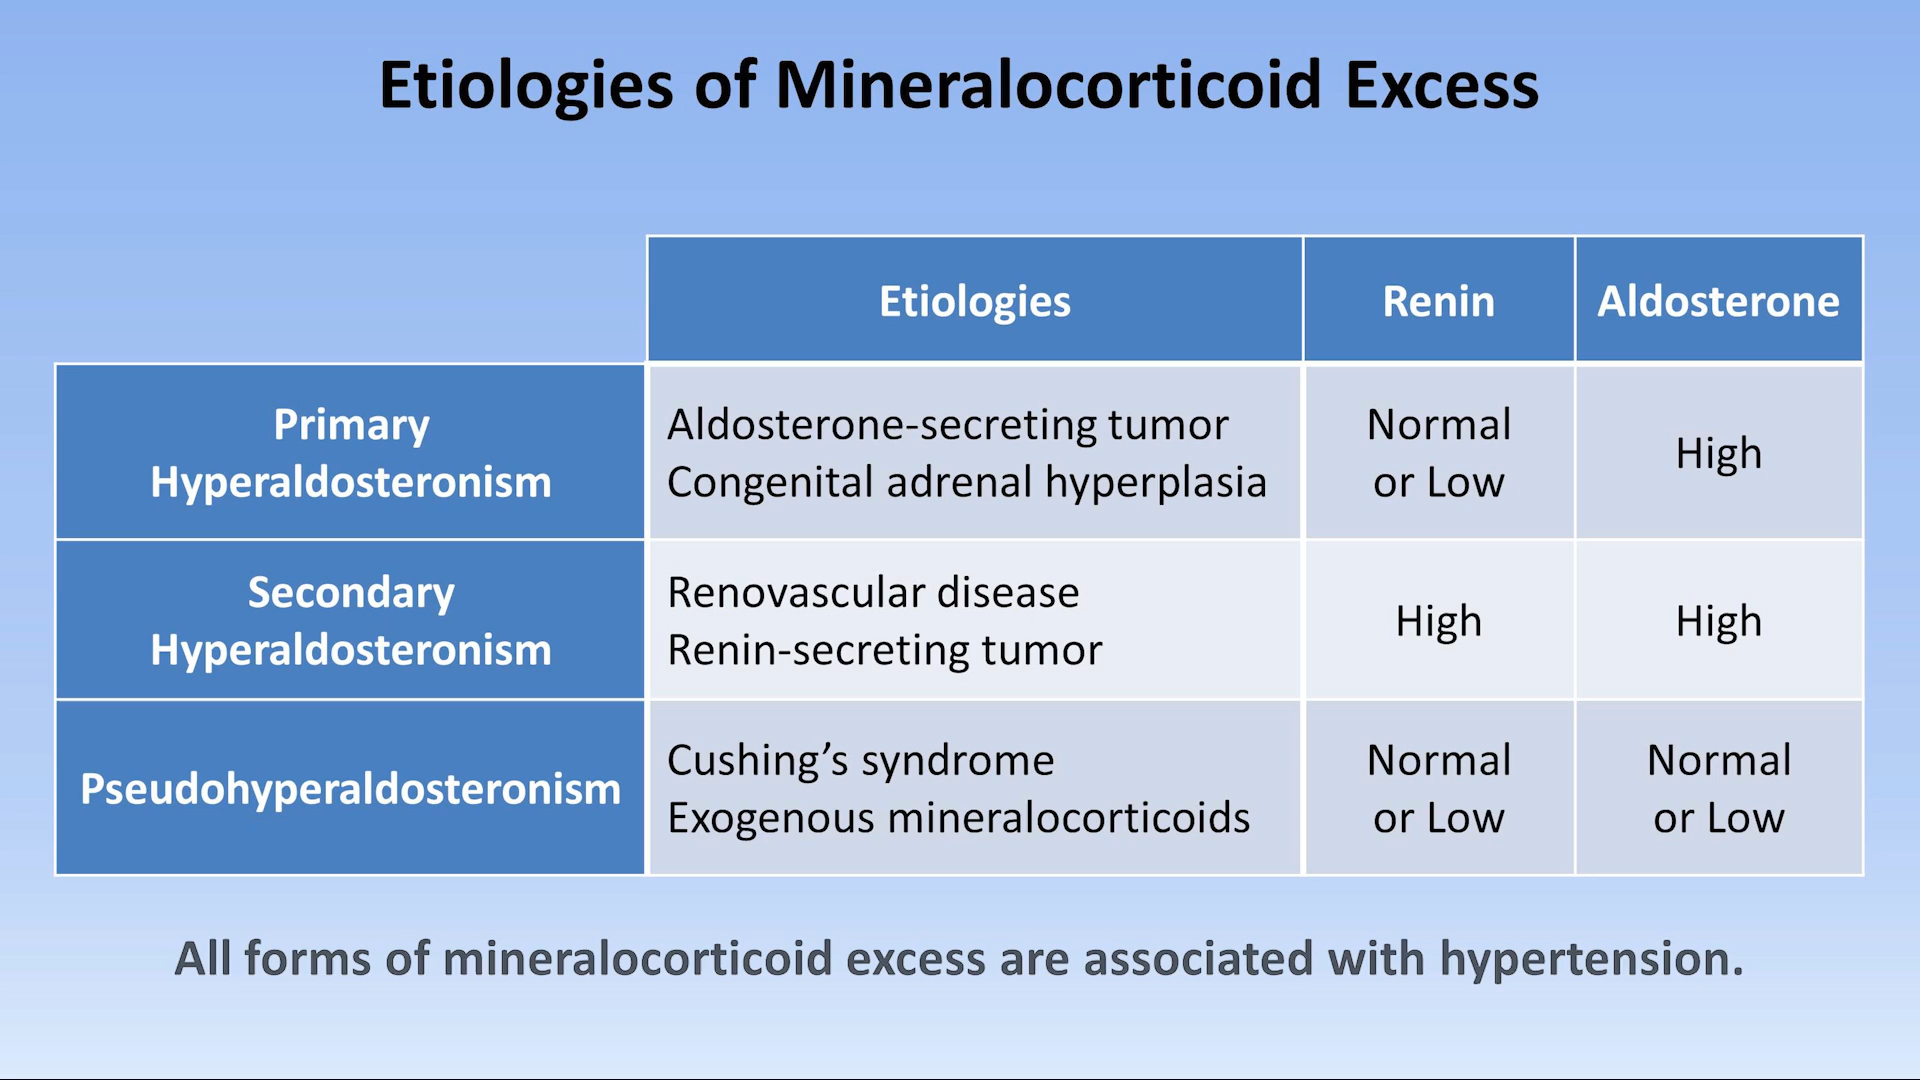 Etiologies of Mineralocorticoid Excess
Etiologies
Renin
Aldosterone
Primary
Hyperaldosteronism
Aldosterone-secreting tumor
Congenital adrenal hyperplasia
Normal
or Low
High
Secondary
Hyperaldosteronism
Renovascular disease
Renin-secreting tumor
High
High
Pseudohyperaldosteronism
Cushing’s syndrome
Exogenous mineralocorticoids
Normal
or Low
Normal
or Low
All forms of mineralocorticoid excess are associated with hypertension.